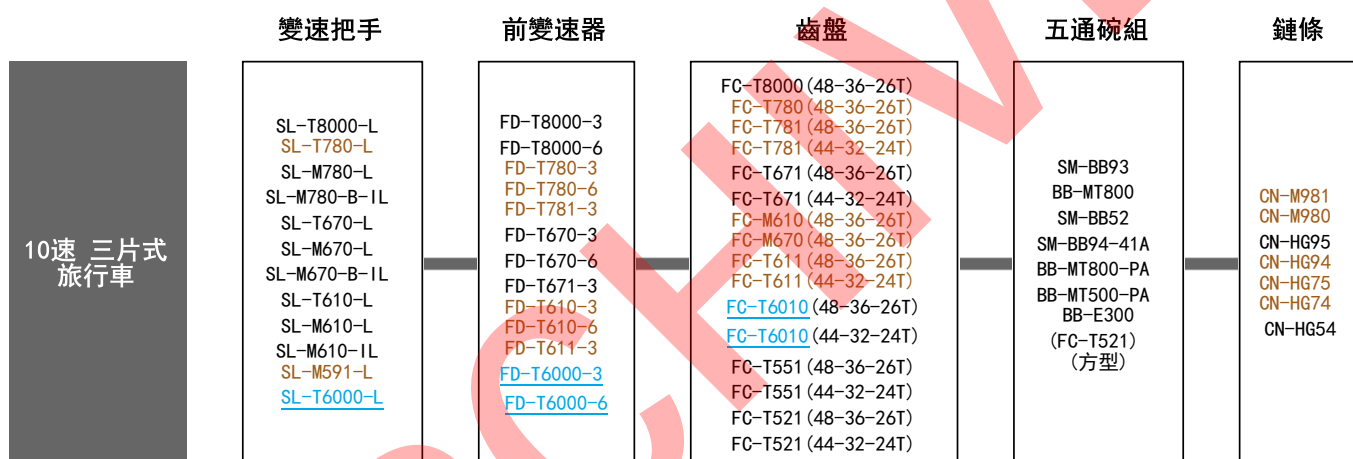 變速把手
前變速器
齒盤
五通碗組
鏈條
10速 三片式
旅行車
SL-T8000-L
SL-T780-L
SL-M780-L
SL-M780-B-IL
SL-T670-L
SL-M670-L
SL-M670-B-IL
SL-T610-L
SL-M610-L
SL-M610-IL
SL-M591-L
SL-T6000-L
FD-T8000-3
FD-T8000-6
FD-T780-3
FD-T780-6
FD-T781-3
FD-T670-3
FD-T670-6
FD-T671-3
FD-T610-3
FD-T610-6
FD-T611-3
FD-T6000-3
FD-T6000-6
FC-T8000(48-36-26T)
FC-T780(48-36-26T)
FC-T781(48-36-26T)
FC-T781(44-32-24T)
FC-T671(48-36-26T)
FC-T671(44-32-24T)
FC-M610(48-36-26T)
FC-M670(48-36-26T)
FC-T611(48-36-26T)
FC-T611(44-32-24T)
FC-T6010(48-36-26T)
FC-T6010(44-32-24T)
FC-T551(48-36-26T)
FC-T551(44-32-24T)
FC-T521(48-36-26T)
FC-T521(44-32-24T)
SM-BB93
BB-MT800
SM-BB52
SM-BB94-41A
BB-MT800-PA
BB-MT500-PA
BB-E300
(FC-T521)
(方型)
CN-M981
CN-M980
CN-HG95
CN-HG94
CN-HG75
CN-HG74
CN-HG54
CHIV